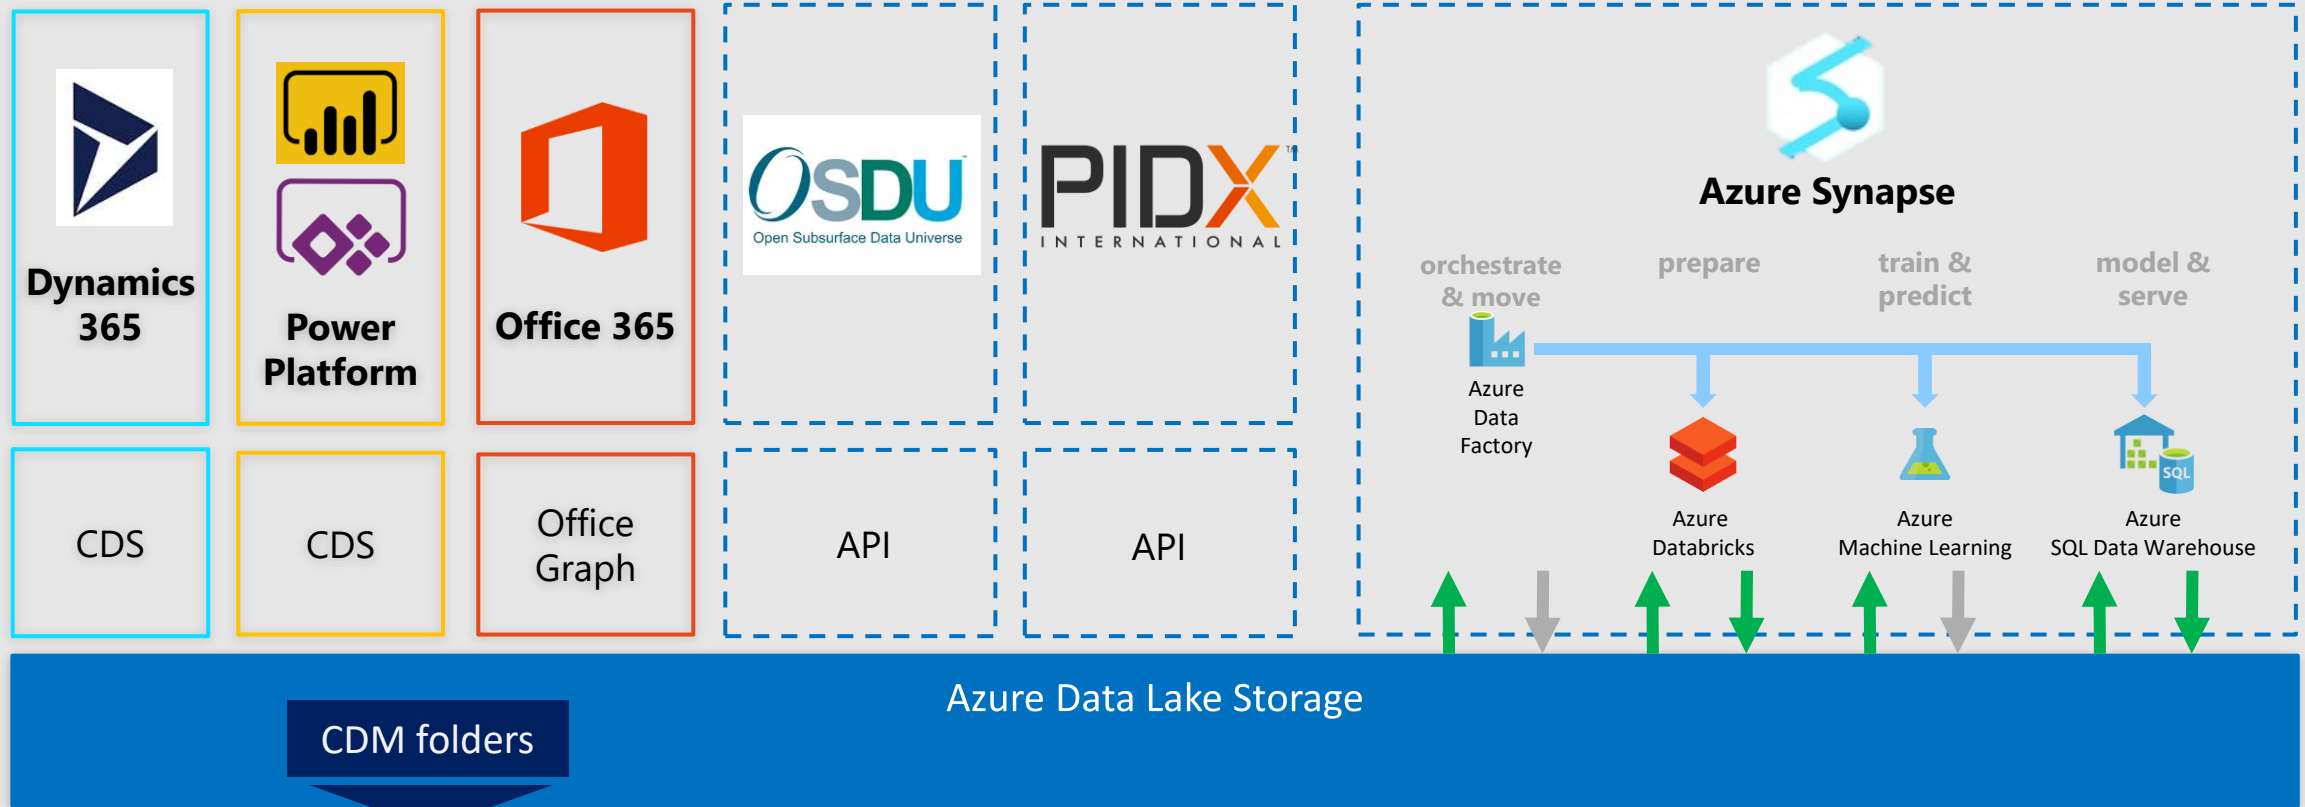 Dynamics
365
Power
Platform
Office 365
OSDU™
Open Subsurface Data Universe
PIDX™
INTERNATIONAL
CDS
CDS
Office
Graph
API
API
Azure Synapse
orchestrate
& move
prepare
train &
predict
model &
serve
Azure
Data
Factory
Azure
Databricks
Azure
Machine Learning
SQL
Azure
SQL Data Warehouse
Azure Data Lake Storage
CDM folders